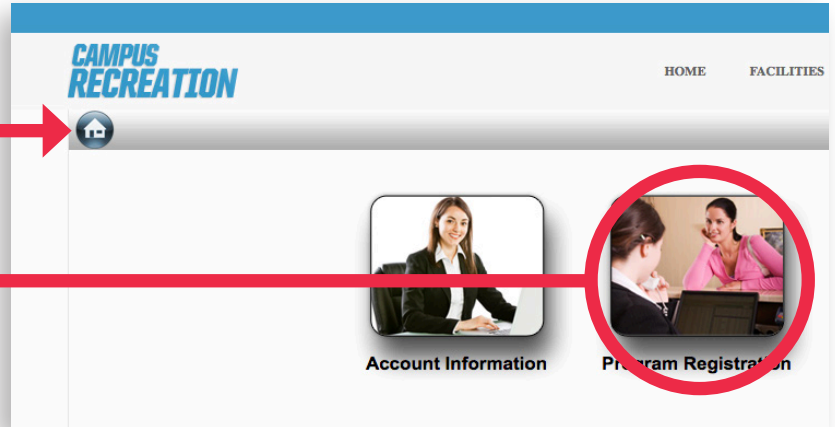 CAMPUS
RECREATION
HOME FACILITIES
Account Information
Program Registration